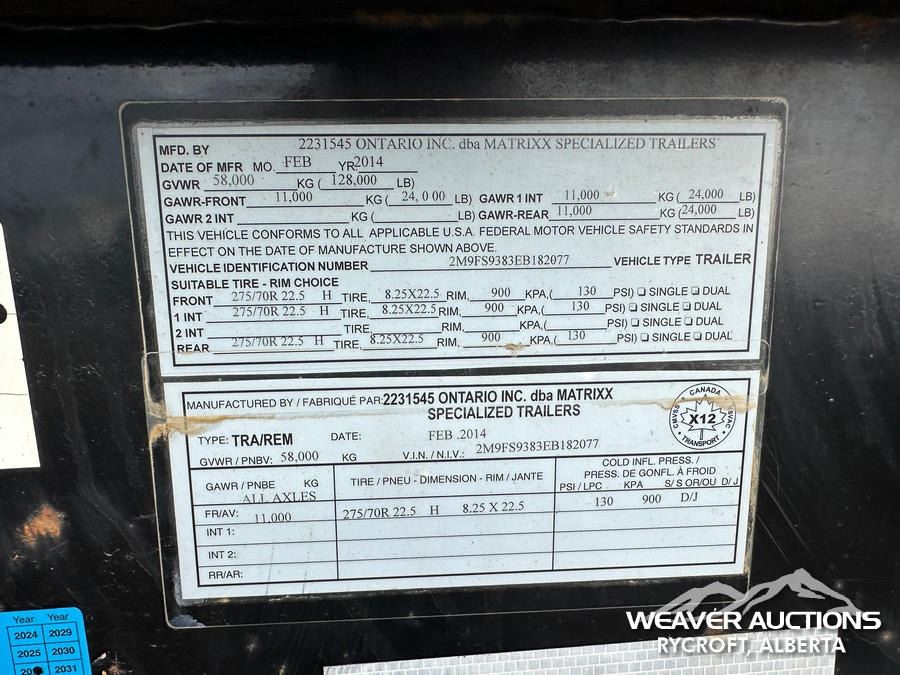 MFD. BY 2231545 ONTARIO INC. dba MATRIXX SPECIALIZED TRAILERS
DATE OF MFR MO. FEB YR. 2014
GVWR 58,000 KG ( 128,000 LB)
GAWR-FRONT 11,000 KG ( 24, 0 00 LB) GAWR 1 INT 11,000 KG ( 24,000 LB)
GAWR 2 INT KG ( LB) GAWR-REAR 11,000 KG (24,000 LB)
THIS VEHICLE CONFORMS TO ALL APPLICABLE U.S.A. FEDERAL MOTOR VEHICLE SAFETY STANDARDS IN
EFFECT ON THE DATE OF MANUFACTURE SHOWN ABOVE.
VEHICLE IDENTIFICATION NUMBER 2M9FS9383EB182077 VEHICLE TYPE TRAILER
SUITABLE TIRE - RIM CHOICE
FRONT 275/70R 22.5 H TIRE, 8.25X22.5 RIM, 900 KPA,( 130 PSI) ❏ SINGLE ❏ DUAL
1 INT 275/70R 22.5 H TIRE, 8.25X22.5 RIM, 900 KPA,( 130 PSI) ❏ SINGLE ❏ DUAL
2 INT TIRE, RIM, KPA,( PSI) ❏ SINGLE ❏ DUAL
REAR 275/70R 22.5 H TIRE, 8.25X22.5 RIM, 900 KPA,( 130 PSI) ❏ SINGLE ❏ DUAL
MANUFACTURED BY / FABRIQUÉ PAR: 2231545 ONTARIO INC. dba MATRIXX
SPECIALIZED TRAILERS
CANADA
CMVSS X12 NSVAC
TRANSPORT
TYPE: TRA/REM DATE: FEB .2014
GVWR / PNBV: 58,000 KG V.I.N. / N.I.V.: 2M9FS9383EB182077
GAWR / PNBE KG TIRE / PNEU - DIMENSION - RIM / JANTE COLD INFL. PRESS. /
PRESS. DE GONFL. À FROID
PSI / LPC KPA S/ S OR/OU D/ J
ALL AXLES
FR/AV: 11,000 275/70R 22.5 H 8.25 X 22.5 130 900 D/J
INT 1:
INT 2:
RR/AR:
Year Year
2024 2029
2025 2030
2031
WEAVER AUCTIONS
RYCROFT, ALBERTA